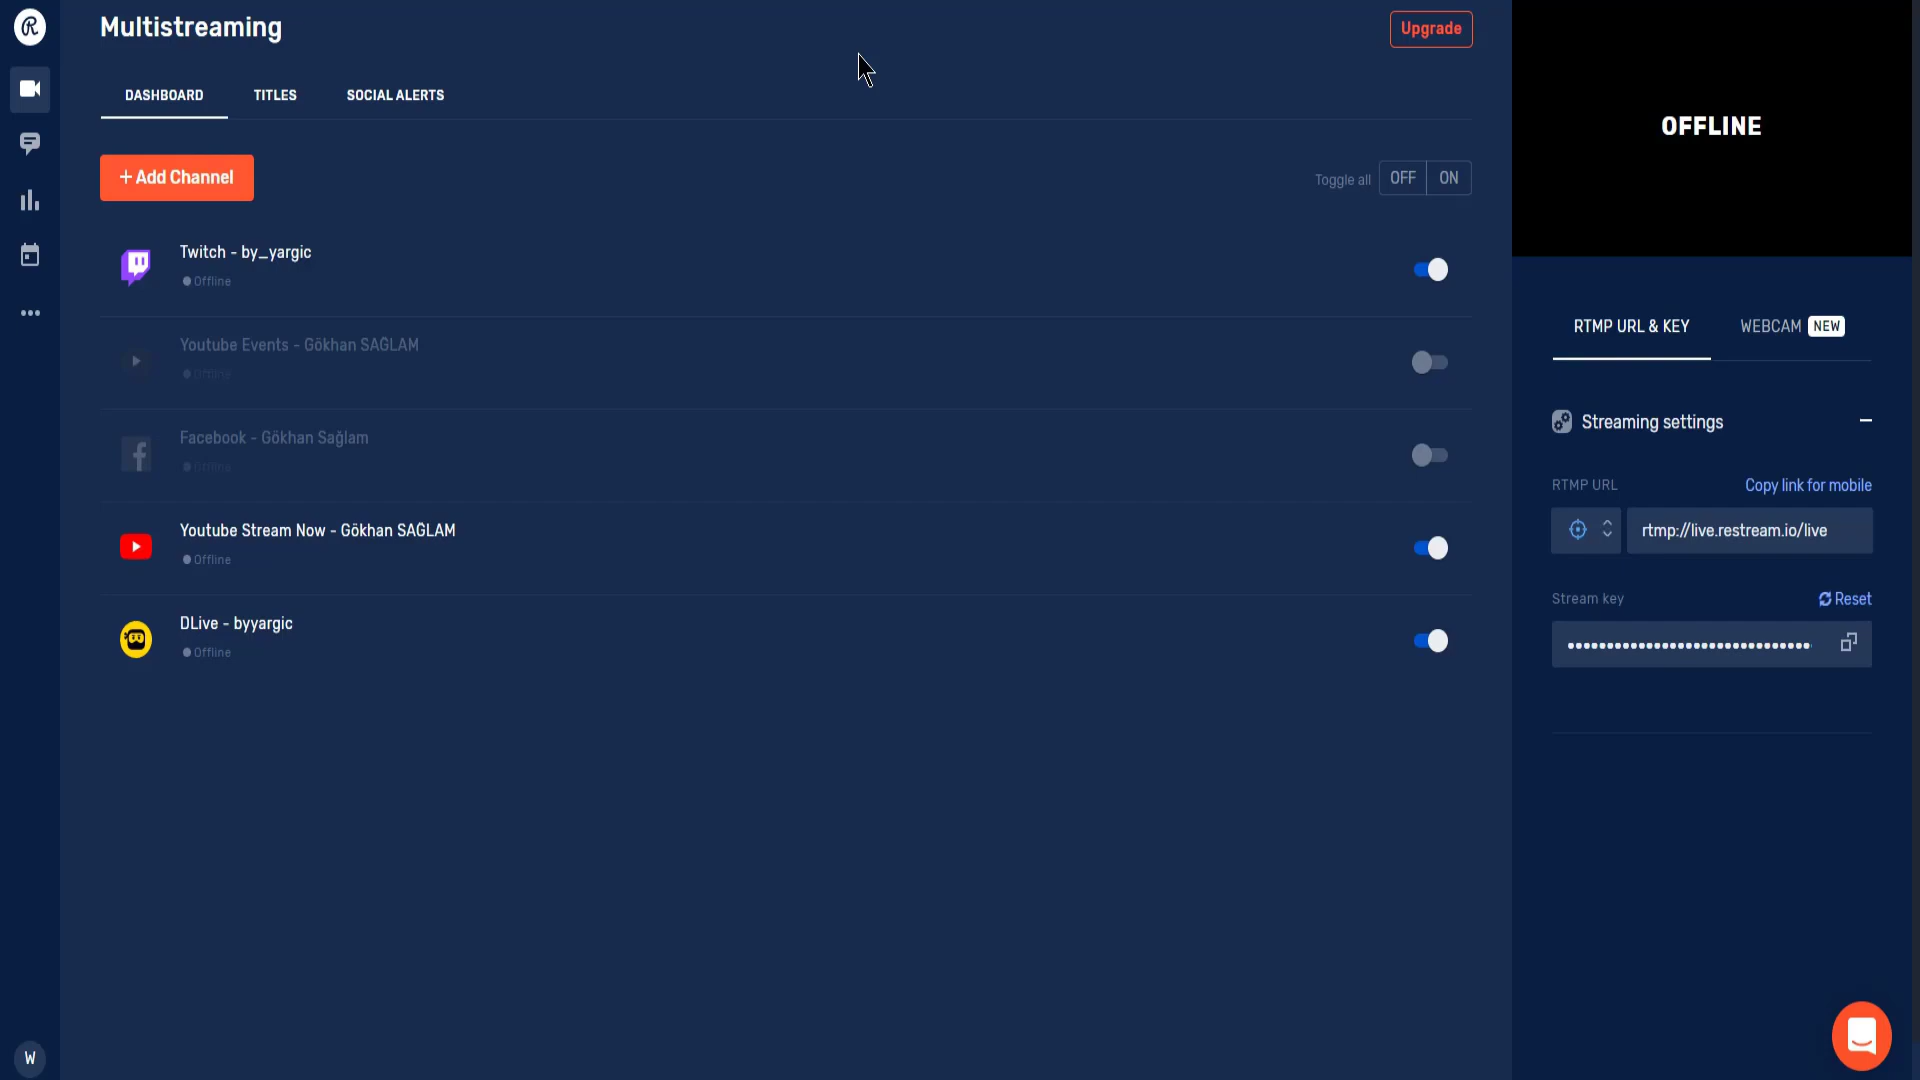 Multistreaming
Upgrade
DASHBOARD
TITLES
SOCIAL ALERTS
+ Add Channel
Toggle all
OFF
ON
Twitch - by_yargic
Offline
Youtube Events - Gökhan SAĞLAM
Offline
Facebook - Gökhan Sağlam
Offline
Youtube Stream Now - Gökhan SAĞLAM
Offline
DLive - byyargic
Offline
W
OFFLINE
RTMP URL & KEY
WEBCAM NEW
Streaming settings
RTMP URL
Copy link for mobile
rtmp://live.restream.io/live
Stream key
Reset